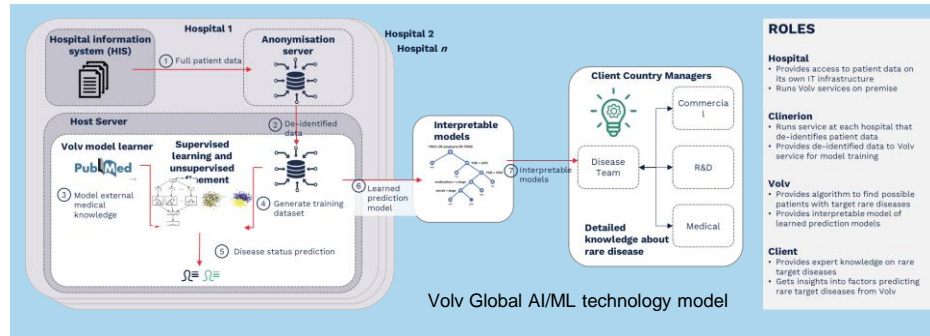 Hospital 1
Hospital 2
Hospital n
Hospital information
system (HIS)
1 Full patient data
Anonymisation
server
Host Server
2 De-identified
data
Volv model learner
PubMed
Supervised
learning and
unsupervised
3 Model external
medical
knowledge
4 Generate training
dataset
5 Disease status prediction
6 Learned
prediction
model
Interpretable
models
7 Interpretable
models
Client Country Managers
Commercia
l
Disease
Team
R&D
Medical
Detailed
knowledge about
rare disease
Volv Global AI/ML technology model
ROLES
Hospital
• Provides access to patient data on
its own IT infrastructure
• Runs Volv services on premise
Clinerion
• Runs service at each hospital that
de-identifies patient data
• Provides de-identified data to Volv
service for model training
Volv
• Provides algorithm to find possible
patients with target rare diseases
• Provides interpretable model of
learned prediction models
Client
• Provides expert knowledge on rare
target diseases
• Gets insights into factors predicting
rare target diseases from Volv